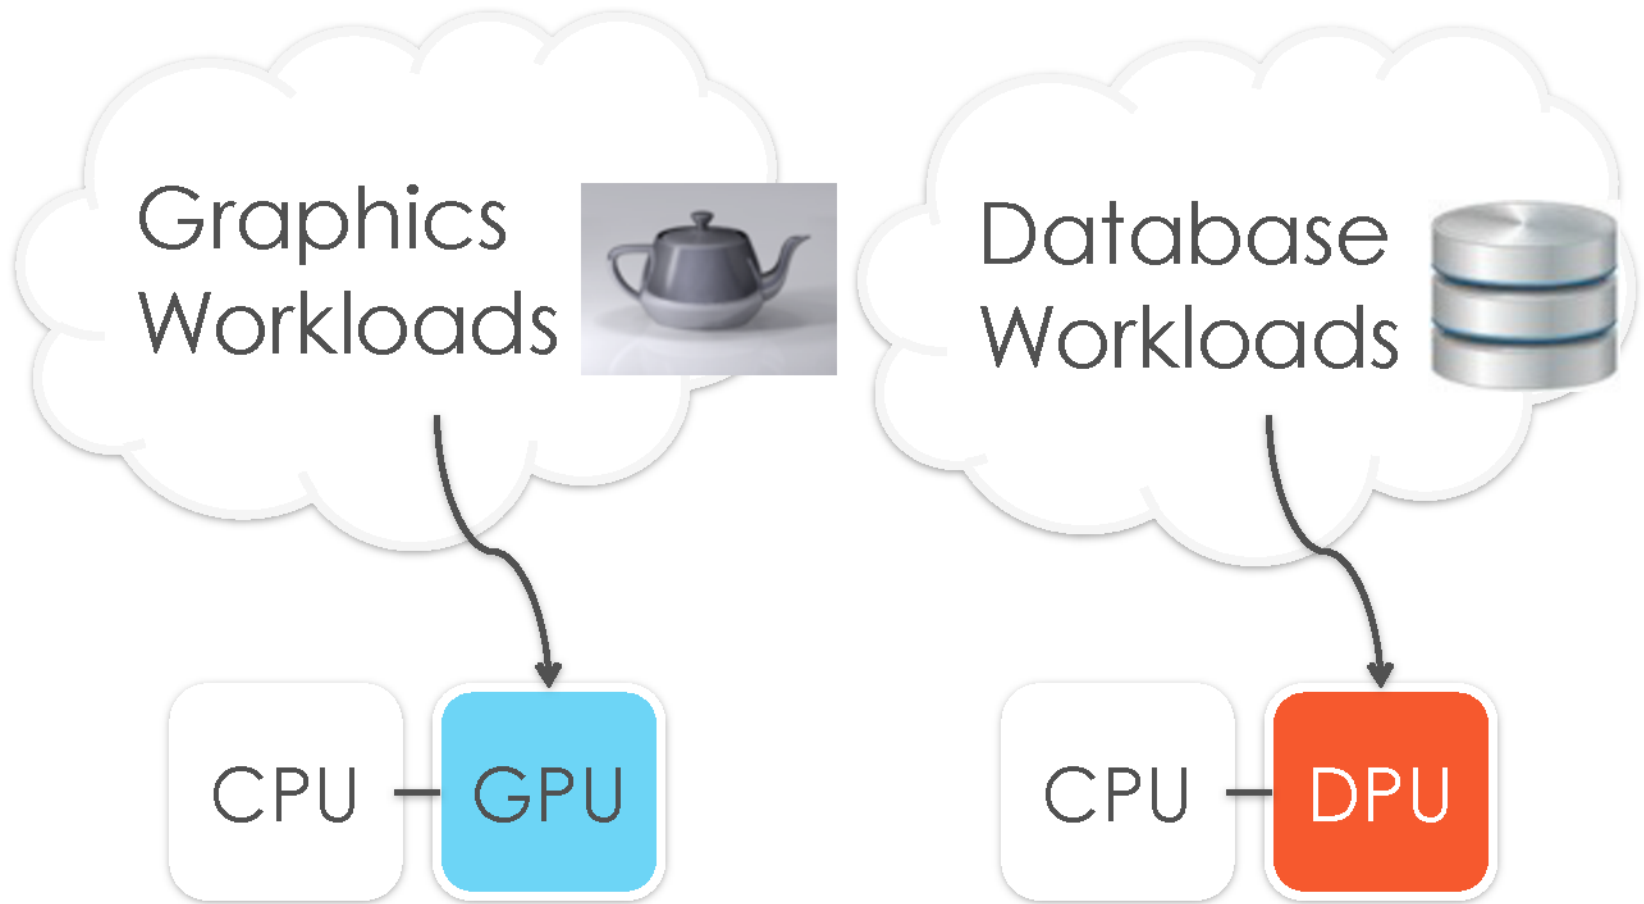 Graphics
Workloads
Database
Workloads
CPU
GPU
CPU
DPU